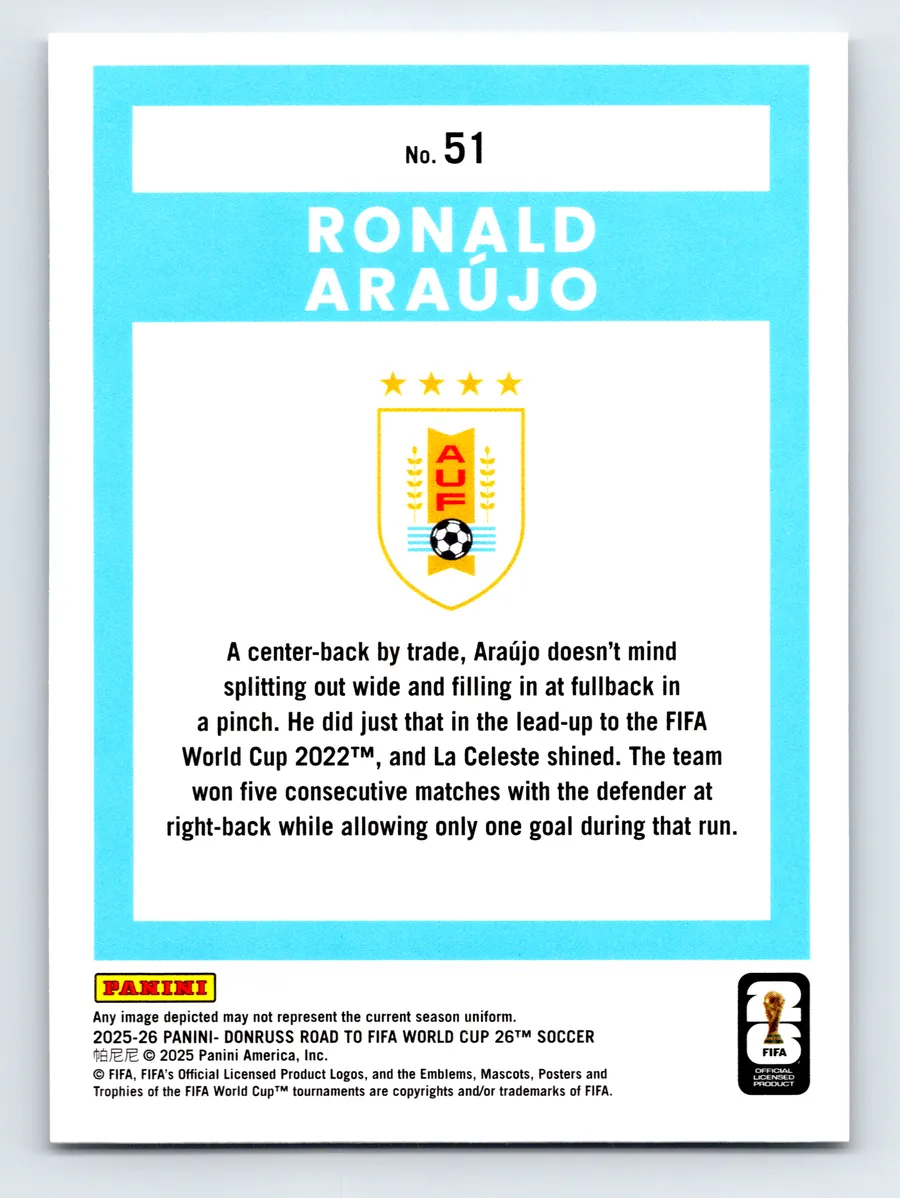 No. 51
RONALD
ARAÚJO
A
U
F
A center-back by trade, Araújo doesn't mind
splitting out wide and filling in at fullback in
a pinch. He did just that in the lead-up to the FIFA
World Cup 2022™, and La Celeste shined. The team
won five consecutive matches with the defender at
right-back while allowing only one goal during that run.
PANINI
Any image depicted may not represent the current season uniform.
2025-26 PANINI- DONRUSS ROAD TO FIFA WORLD CUP 26™ SOCCER
帕尼尼 © 2025 Panini America, Inc.
© FIFA, FIFA's Official Licensed Product Logos, and the Emblems, Mascots, Posters and
Trophies of the FIFA World Cup™ tournaments are copyrights and/or trademarks of FIFA.
26
FIFA
OFFICIAL
LICENSED
PRODUCT